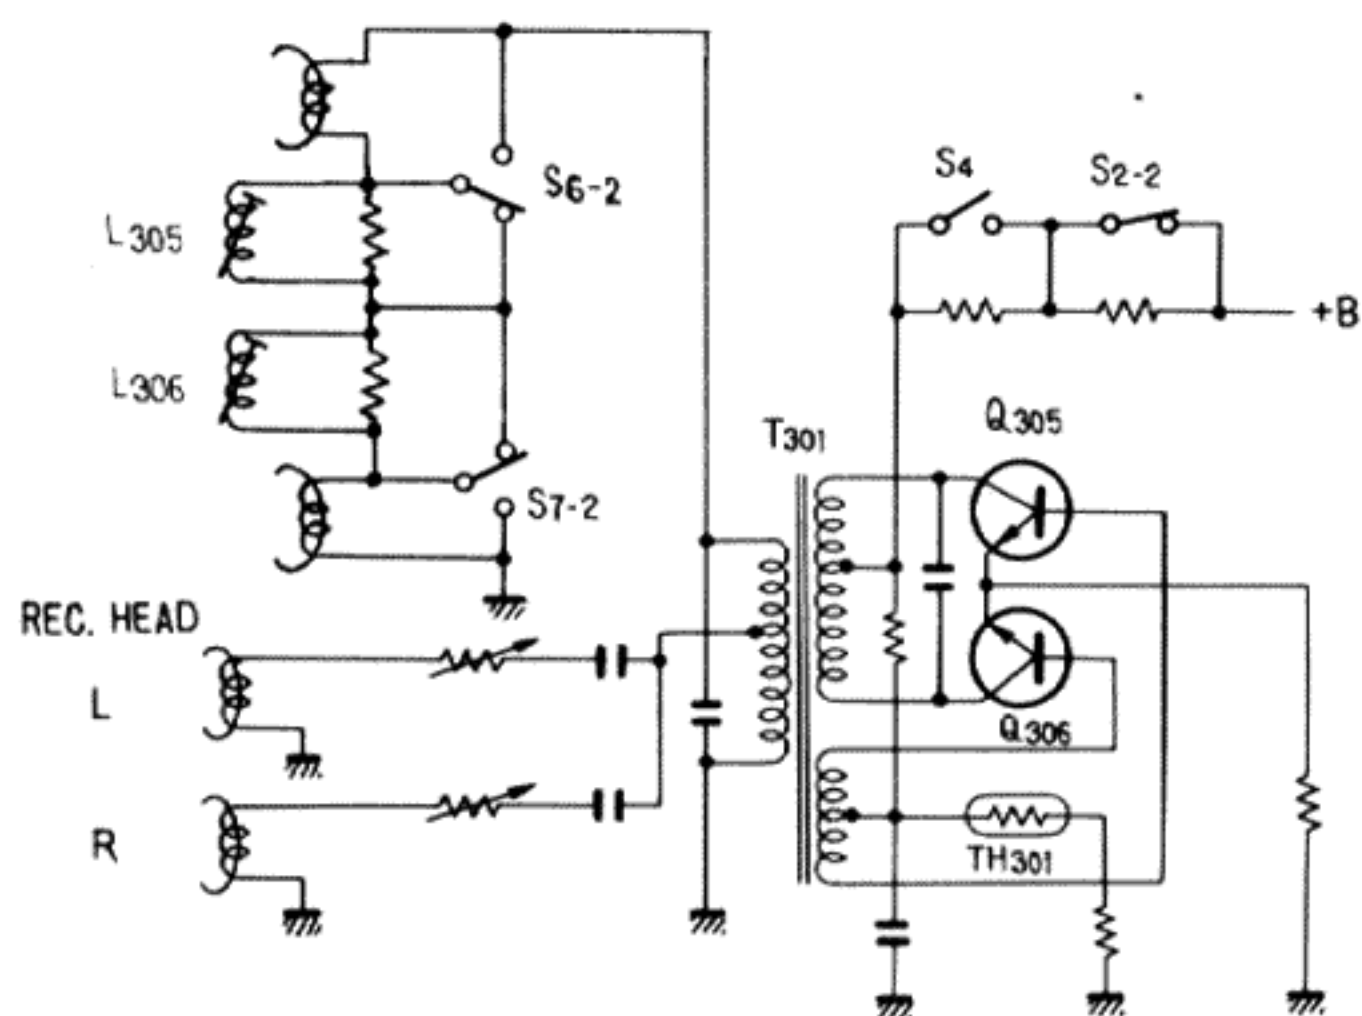 S6-2
S4
S2-2
L305
+B
L306
Q305
T301
S7-2
REC. HEAD
L
Q306
R
TH301